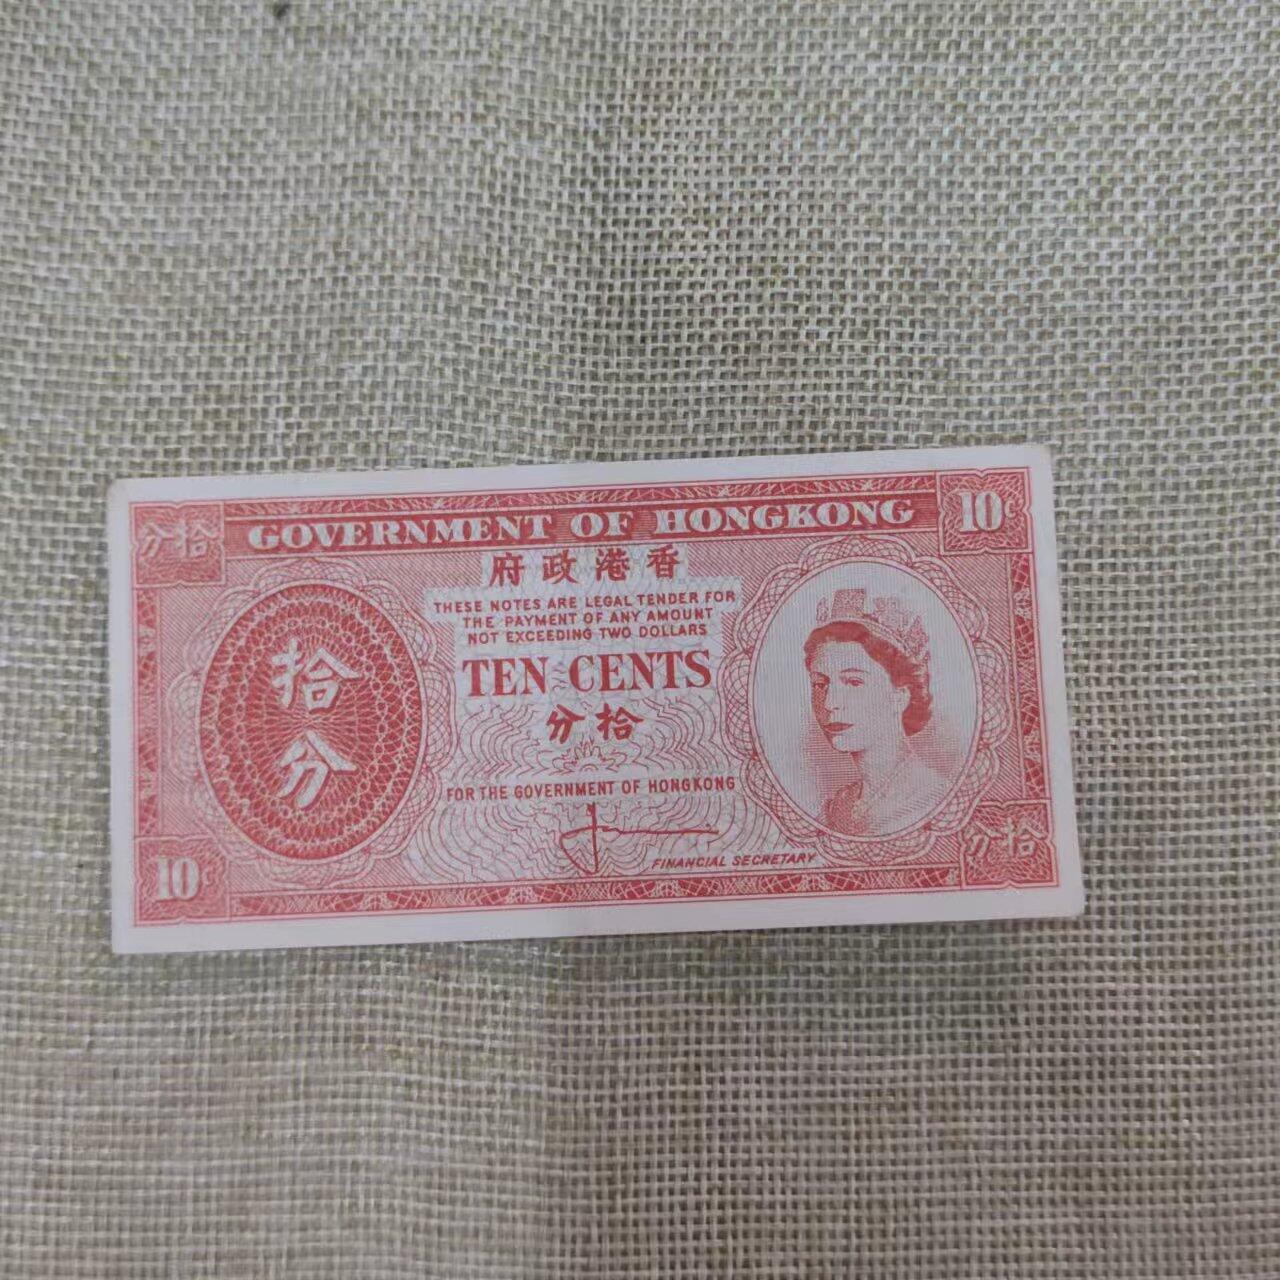 分拾
GOVERNMENT OF HONGKONG
10¢
府政港香
THESE NOTES ARE LEGAL TENDER FOR
THE PAYMENT OF ANY AMOUNT
NOT EXCEEDING TWO DOLLARS
拾
分
TEN CENTS
分拾
FOR THE GOVERNMENT OF HONGKONG
FINANCIAL SECRETARY
10¢
分拾